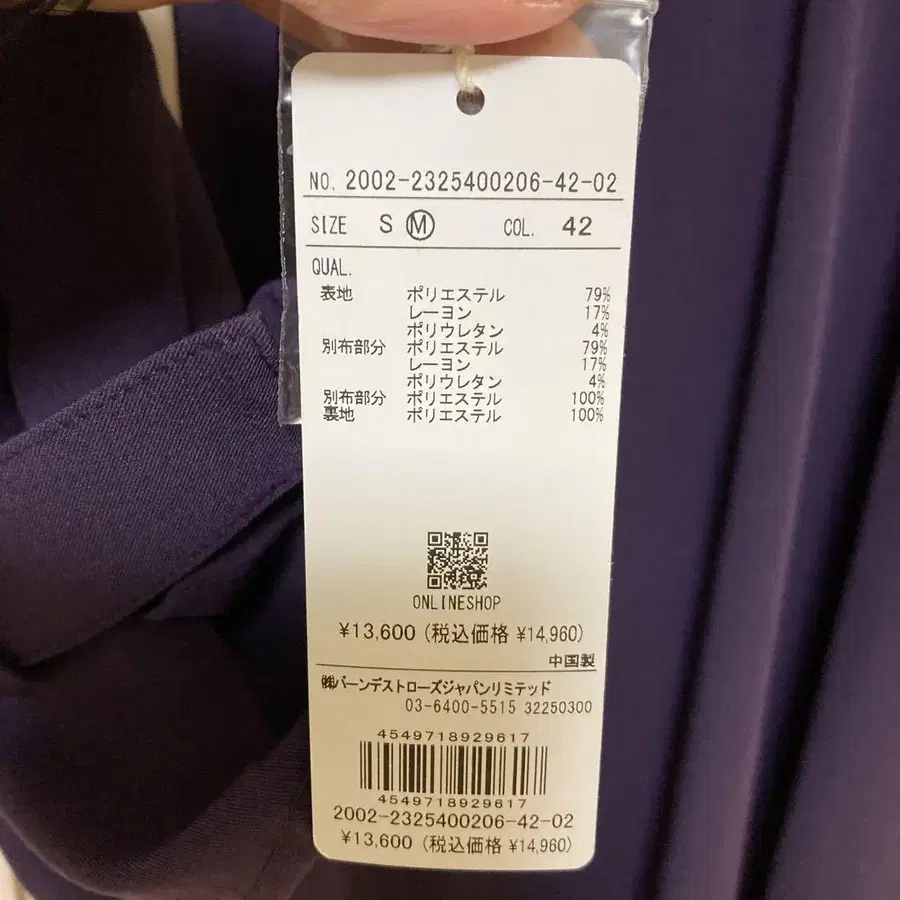 NO. 2002-2325400206-42-02
SIZE S Ⓜ COL. 42
QUAL.
表地 ポリエステル 79%
レーヨン 17%
ポリウレタン 4%
別布部分 ポリエステル 79%
レーヨン 17%
ポリウレタン 4%
別布部分 ポリエステル 100%
裏地 ポリエステル 100%
ONLINESHOP
¥13,600 (税込価格 ¥14,960)
中国製
㈱バーンデストローズジャパンリミテッド
03-6400-5515 32250300
4549718929617
4549718929617
2002-2325400206-42-02
¥13,600 (税込価格 ¥14,960)